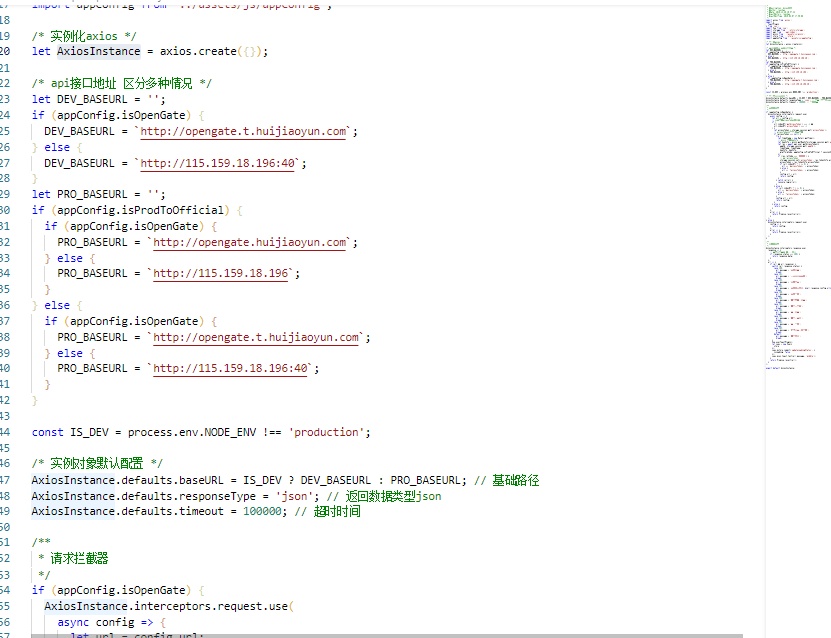 import appConfig from '../assets/js/appConfig';
18
19 /* 实例化axios */
20 let AxiosInstance = axios.create({});
21
22 /* api接口地址 区分多种情况 */
23 let DEV_BASEURL = '';
24 if (appConfig.isOpenGate) {
25 DEV_BASEURL = `http://opengate.t.huijiaoyun.com`;
26 } else {
27 DEV_BASEURL = `http://115.159.18.196:40`;
28 }
29 let PRO_BASEURL = '';
30 if (appConfig.isProdToOfficial) {
31 if (appConfig.isOpenGate) {
32 PRO_BASEURL = `http://opengate.huijiaoyun.com`;
33 } else {
34 PRO_BASEURL = `http://115.159.18.196`;
35 }
36 } else {
37 if (appConfig.isOpenGate) {
38 PRO_BASEURL = `http://opengate.t.huijiaoyun.com`;
39 } else {
40 PRO_BASEURL = `http://115.159.18.196:40`;
41 }
42 }
43
44 const IS_DEV = process.env.NODE_ENV !== 'production';
45
46 /* 实例对象默认配置 */
47 AxiosInstance.defaults.baseURL = IS_DEV ? DEV_BASEURL : PRO_BASEURL; // 基础路径
48 AxiosInstance.defaults.responseType = 'json'; // 返回数据类型json
49 AxiosInstance.defaults.timeout = 100000; // 超时时间
50
51 /**
52 * 请求拦截器
53 */
54 if (appConfig.isOpenGate) {
55 AxiosInstance.interceptors.request.use(
56 async config => {
57 let url = config.url;